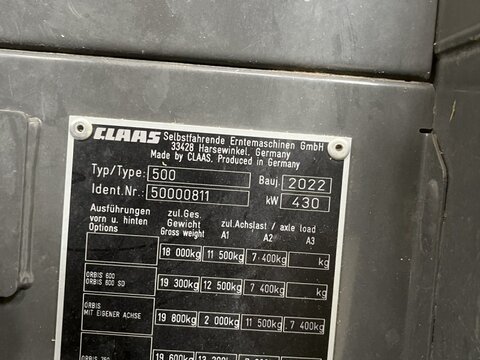 CLAAS Selbstfahrende Erntemaschinen GmbH
33428 Harsewinkel, Germany
Made by CLAAS. Produced in Germany
Typ/Type: 500 Bauj. 2022
Ident.Nr.: 50000811 kW 430
Ausführungen zul.Ges. zul.Achslast / axle load
vorn u. hinten Gewicht A1 A2 A3
Options Gross weight
18 000kg 11 500kg 7 400kg kg
ORBIS 600
ORBIS 600 SD 19 300kg 12 500kg 7 400kg kg
ORBIS
MIT EIGENER ACHSE 19 800kg 2 000kg 11 500kg 7 400kg
19 600kg